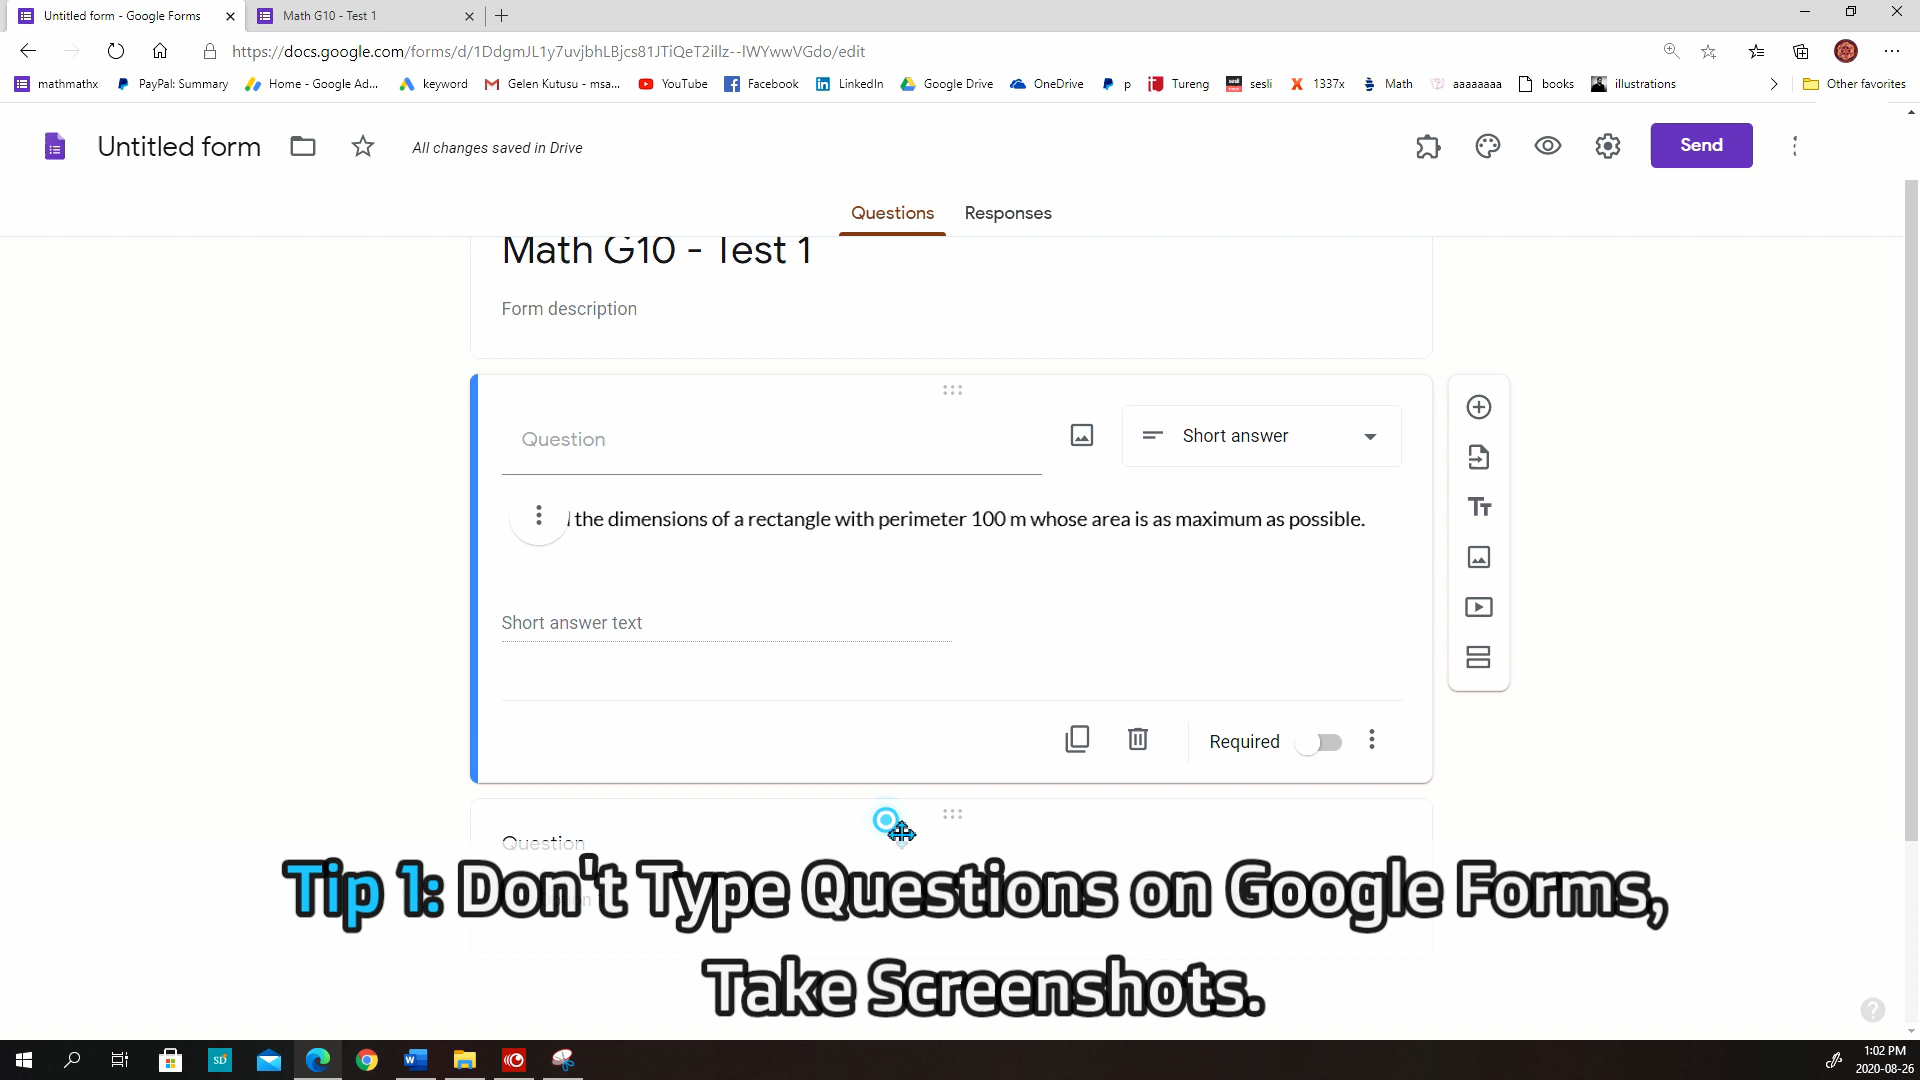 Untitled form - Google Forms
Math G10 - Test 1
https://docs.google.com/forms/d/1DdgmJL1y7uvjbhLBjcs81JTiQeT2illz--lWYwwVGdo/edit
mathmathx PayPal: Summary Home - Google Ad... keyword Gelen Kutusu - msa... YouTube Facebook LinkedIn Google Drive OneDrive p Tureng sesli 1337x Math aaaaaaaa books illustrations Other favorites
Untitled form All changes saved in Drive Send
Questions Responses
Math G10 - Test 1
Form description
Question Short answer
the dimensions of a rectangle with perimeter 100 m whose area is as maximum as possible.
Short answer text
Required
Question
Tip 1: Don't Type Questions on Google Forms,
Take Screenshots.
SD
1:02 PM
2020-08-26